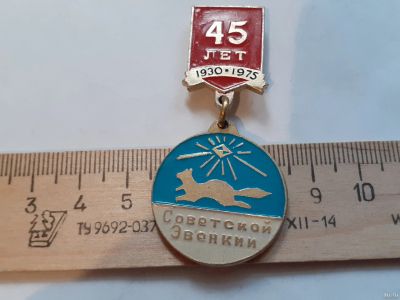 45
ЛЕТ
1930•1975
3 4 5 9 10
ТУ 9692-037
XII-14
Советской
Эвенкии